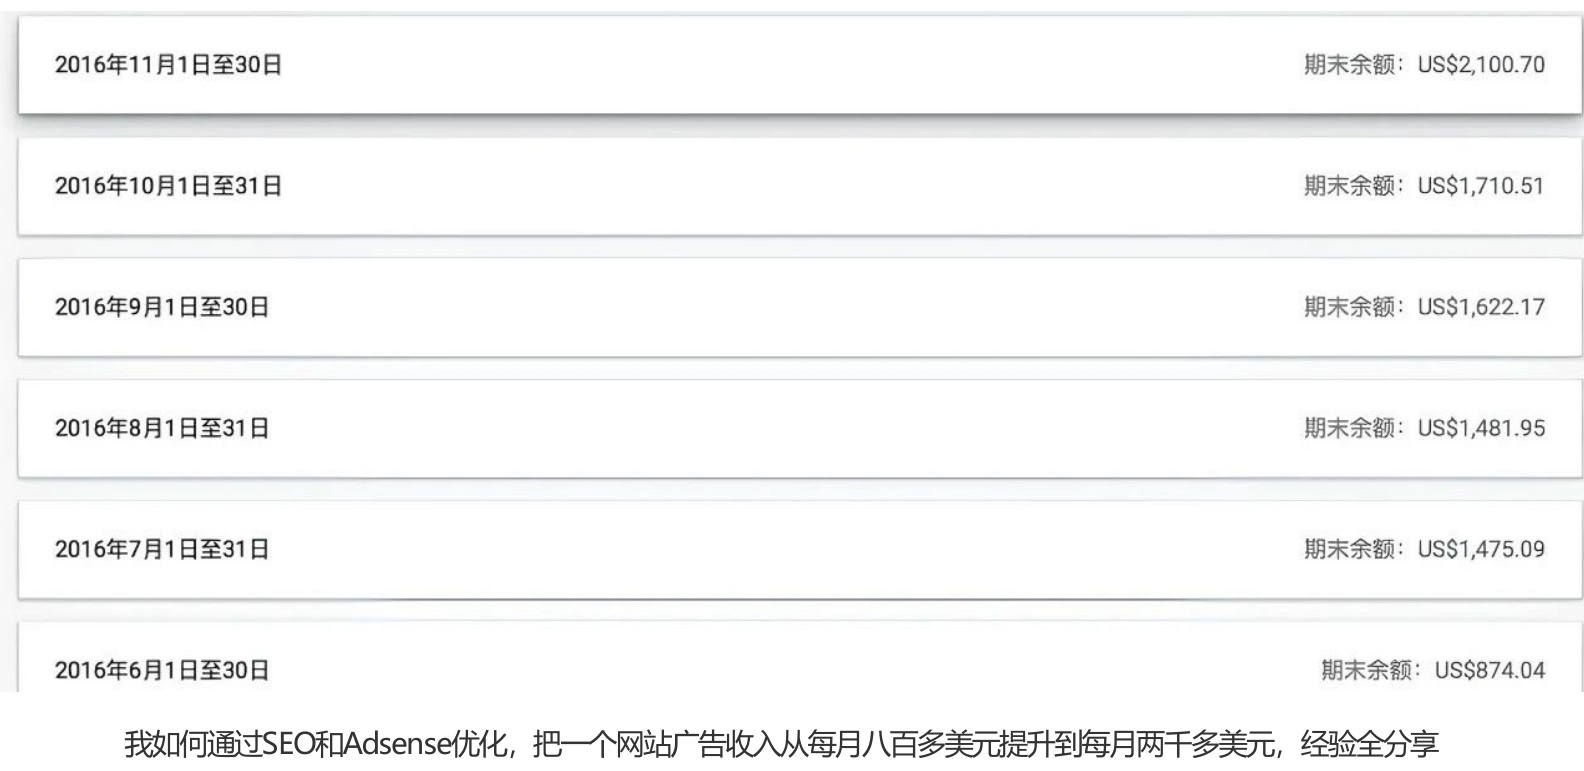 2016年11月1日至30日 期末余额：US$2,100.70
2016年10月1日至31日 期末余额：US$1,710.51
2016年9月1日至30日 期末余额：US$1,622.17
2016年8月1日至31日 期末余额：US$1,481.95
2016年7月1日至31日 期末余额：US$1,475.09
2016年6月1日至30日 期末余额：US$874.04
我如何通过SEO和Adsense优化，把一个网站广告收入从每月八百多美元提升到每月两千多美元，经验全分享